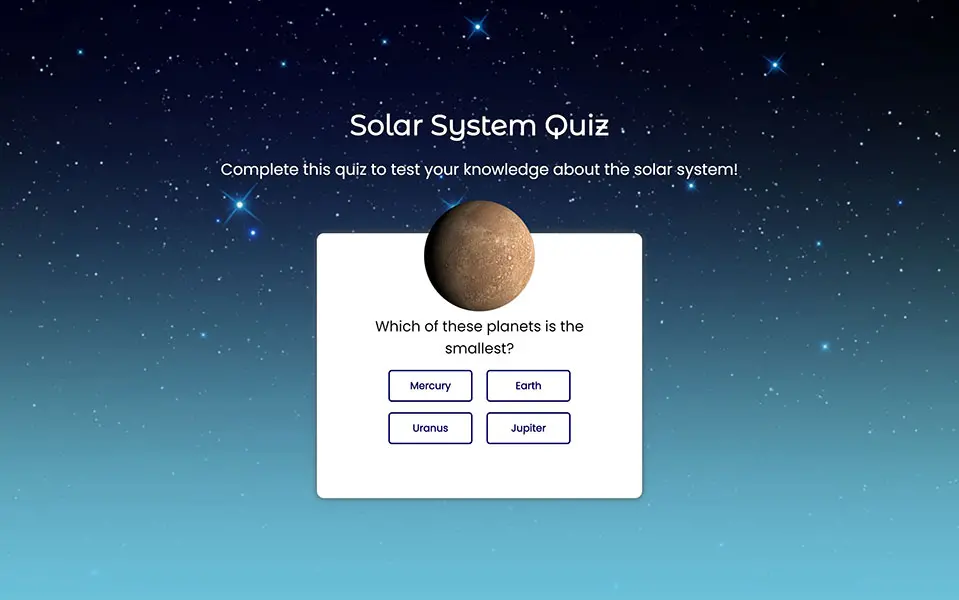 Solar System Quiz
Complete this quiz to test your knowledge about the solar system!
Which of these planets is the
smallest?
Mercury
Earth
Uranus
Jupiter